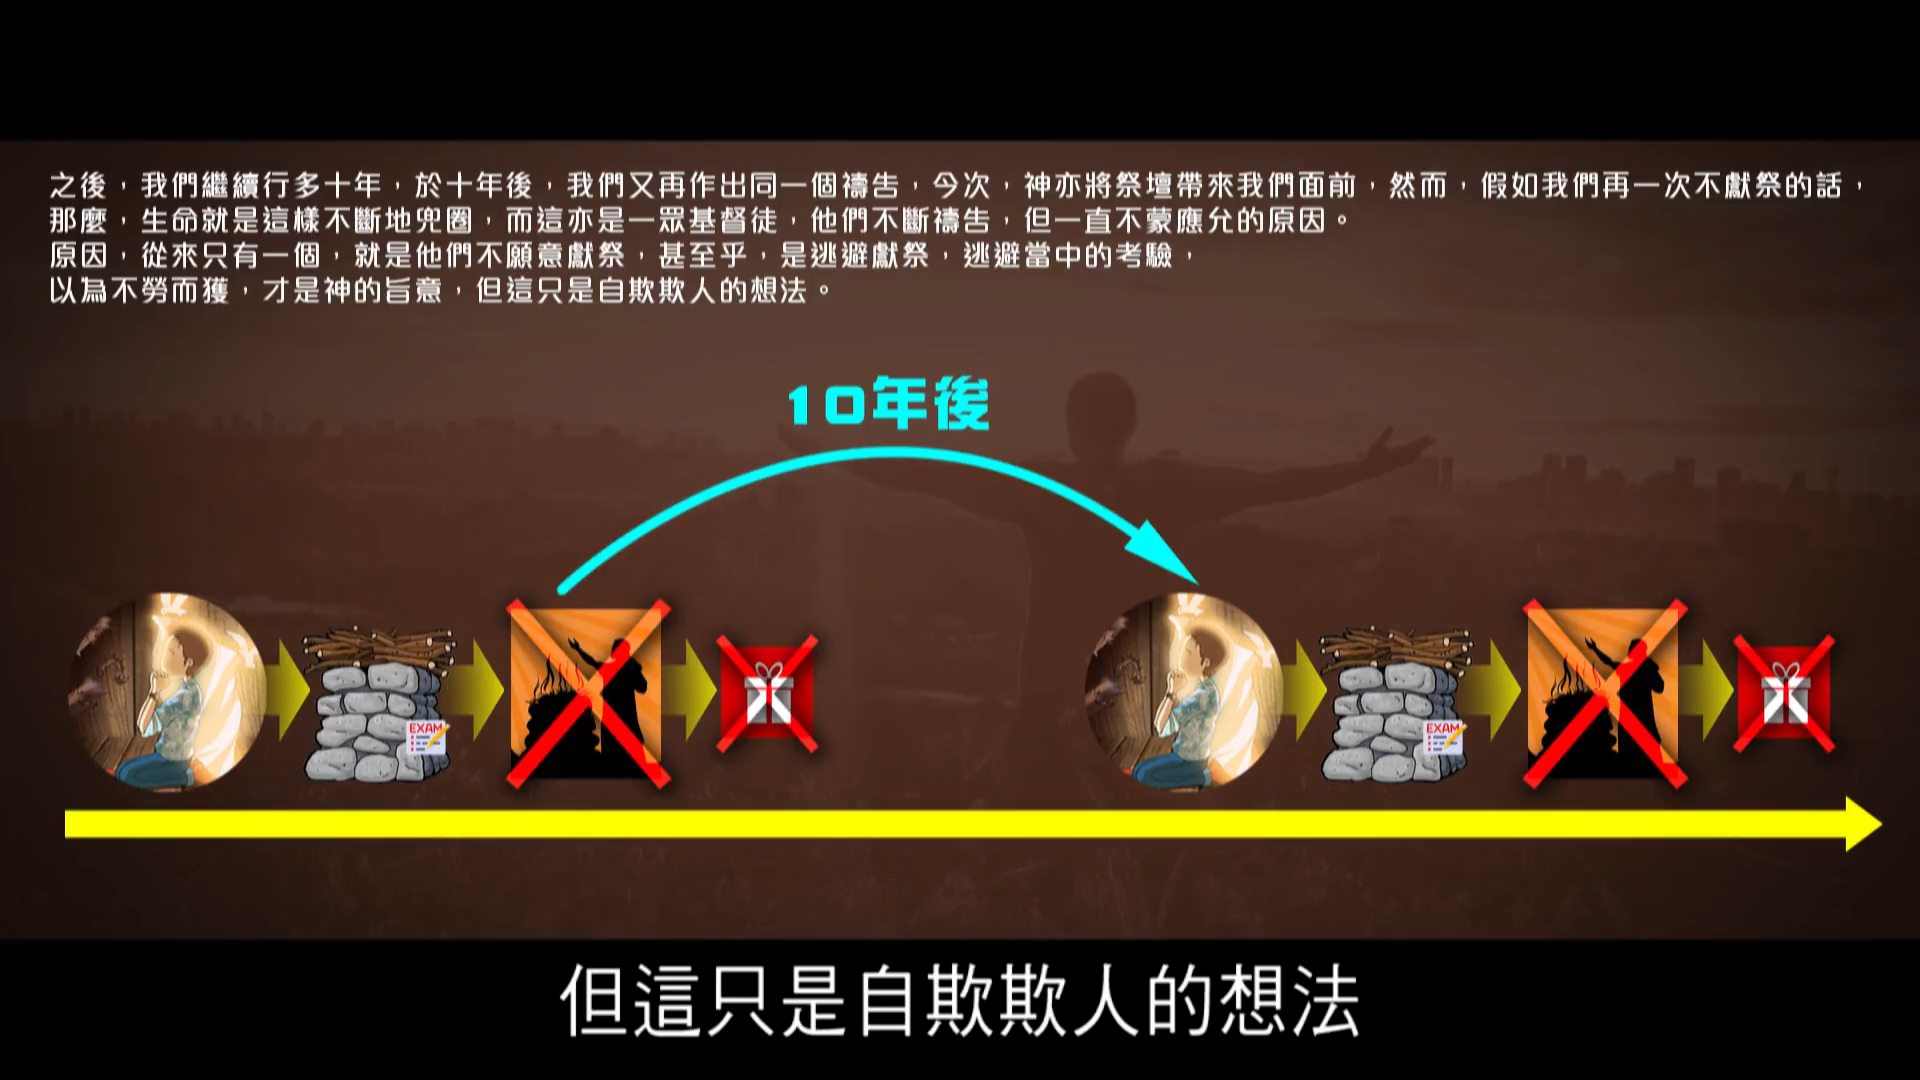 之後，我們繼續行多十年，於十年後，我們又再作出同一個禱告，今次，神亦將祭壇帶來我們面前，然而，假如我們再一次不獻祭的話，
那麼，生命就是這樣不斷地兜圈，而這亦是一眾基督徒，他們不斷禱告，但一直不蒙應允的原因。
原因，從來只有一個，就是他們不願意獻祭，甚至乎，是逃避獻祭，逃避當中的考驗，
以為不勞而獲，才是神的旨意，但這只是自欺欺人的想法。
10年後
EXAM
EXAM
但這只是自欺欺人的想法